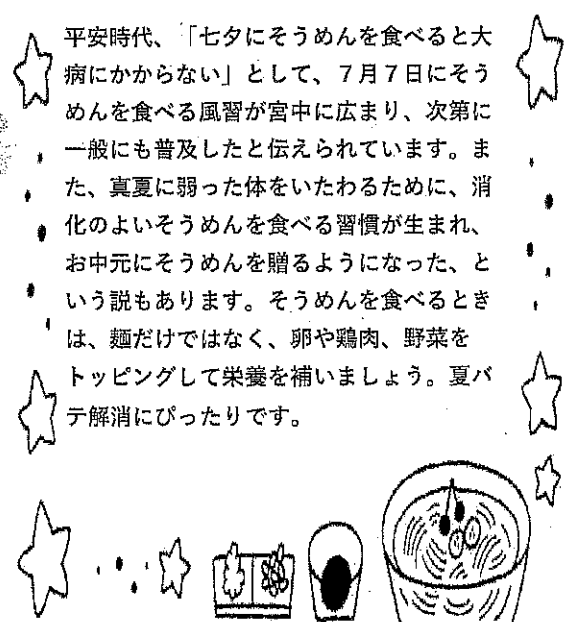 平安時代、「七夕にそうめんを食べると大
病にかからない」として、７月７日にそう
めんを食べる風習が宮中に広まり、次第に
一般にも普及したと伝えられています。ま
た、真夏に弱った体をいたわるために、消
化のよいそうめんを食べる習慣が生まれ、
お中元にそうめんを贈るようになった、と
いう説もあります。そうめんを食べるとき
は、麺だけではなく、卵や鶏肉、野菜を
トッピングして栄養を補いましょう。夏バ
テ解消にぴったりです。